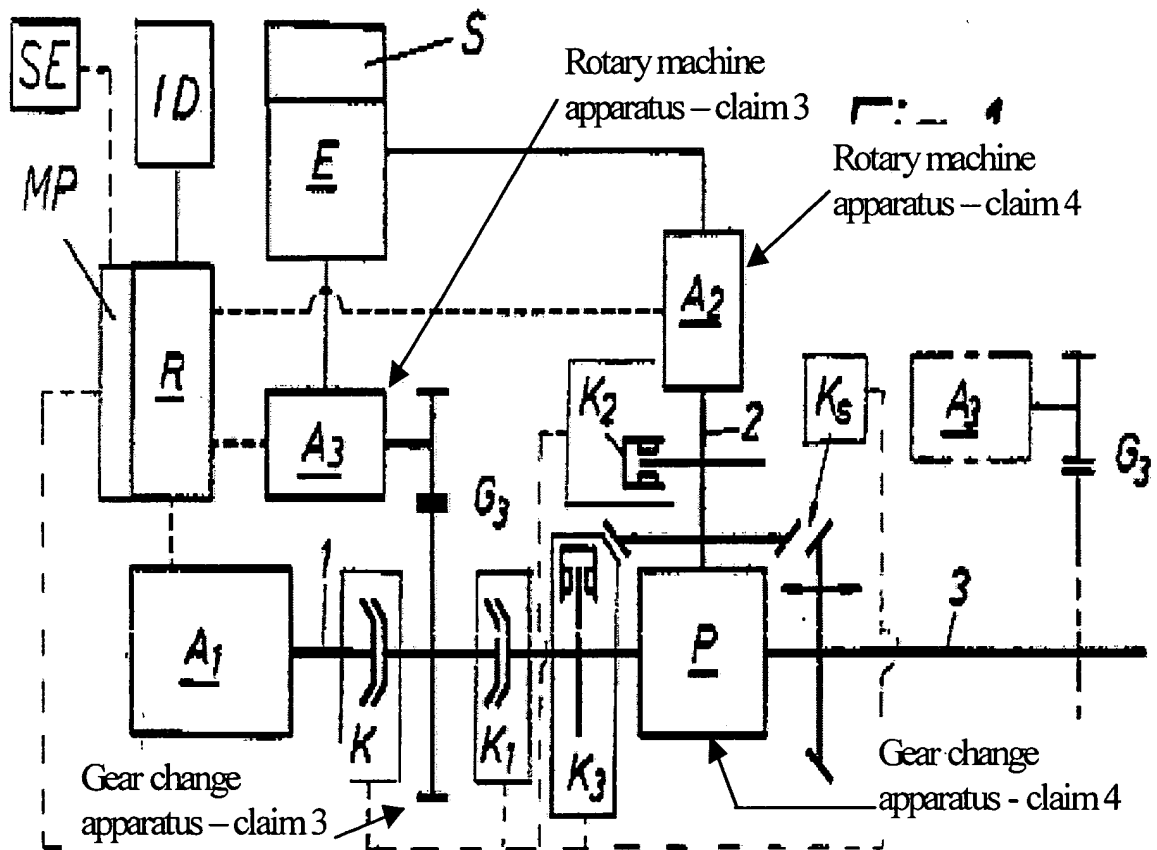 SE
ID
S
Rotary machine
apparatus – claim 3
Rotary machine
apparatus – claim 4
MP
E
A2
R
A3
K2
2
Ks
A3
G3
G3
1
3
A1
P
K
K1
K3
Gear change
apparatus – claim 3
Gear change
apparatus - claim 4